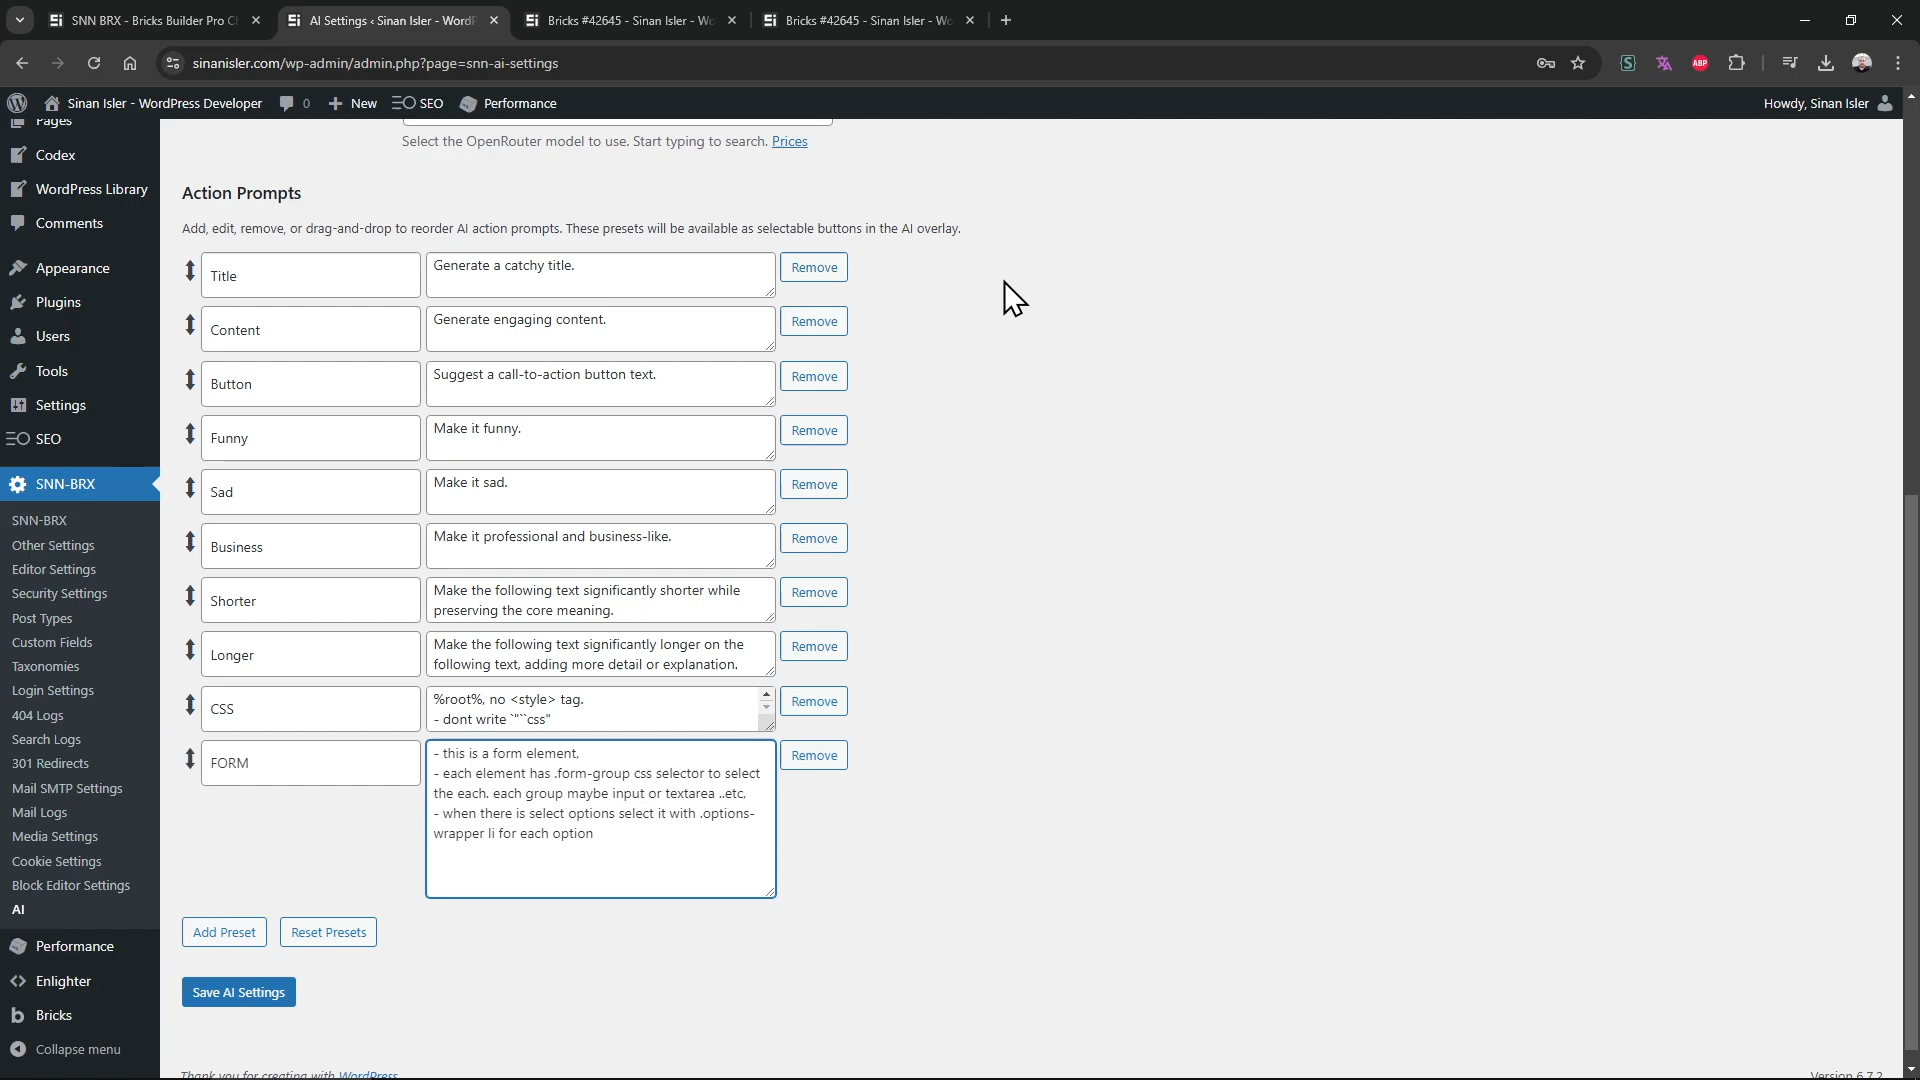 SNN BRX - Bricks Builder Pro Ch
AI Settings ‹ Sinan Isler - WordP
Bricks #42645 - Sinan Isler - Wo
Bricks #42645 - Sinan Isler - Wo
sinanisler.com/wp-admin/admin.php?page=snn-ai-settings
ABP
Sinan Isler - WordPress Developer
0
New
SEO
Performance
Howdy, Sinan Isler
Pages
Codex
WordPress Library
Comments
Appearance
Plugins
Users
Tools
Settings
SEO
SNN-BRX
SNN-BRX
Other Settings
Editor Settings
Security Settings
Post Types
Custom Fields
Taxonomies
Login Settings
404 Logs
Search Logs
301 Redirects
Mail SMTP Settings
Mail Logs
Media Settings
Cookie Settings
Block Editor Settings
AI
Performance
Enlighter
Bricks
Collapse menu
Select the OpenRouter model to use. Start typing to search. Prices
Action Prompts
Add, edit, remove, or drag-and-drop to reorder AI action prompts. These presets will be available as selectable buttons in the AI overlay.
Title
Generate a catchy title.
Remove
Content
Generate engaging content.
Remove
Button
Suggest a call-to-action button text.
Remove
Funny
Make it funny.
Remove
Sad
Make it sad.
Remove
Business
Make it professional and business-like.
Remove
Shorter
Make the following text significantly shorter while
preserving the core meaning.
Remove
Longer
Make the following text significantly longer on the
following text, adding more detail or explanation.
Remove
CSS
%root%, no <style> tag.
- dont write `"``css"
Remove
FORM
- this is a form element,
- each element has .form-group css selector to select
the each. each group maybe input or textarea ..etc,
- when there is select options select it with .options-
wrapper li for each option
Remove
Add Preset
Reset Presets
Save AI Settings
Thank you for creating with WordPress
Version 6.7.2